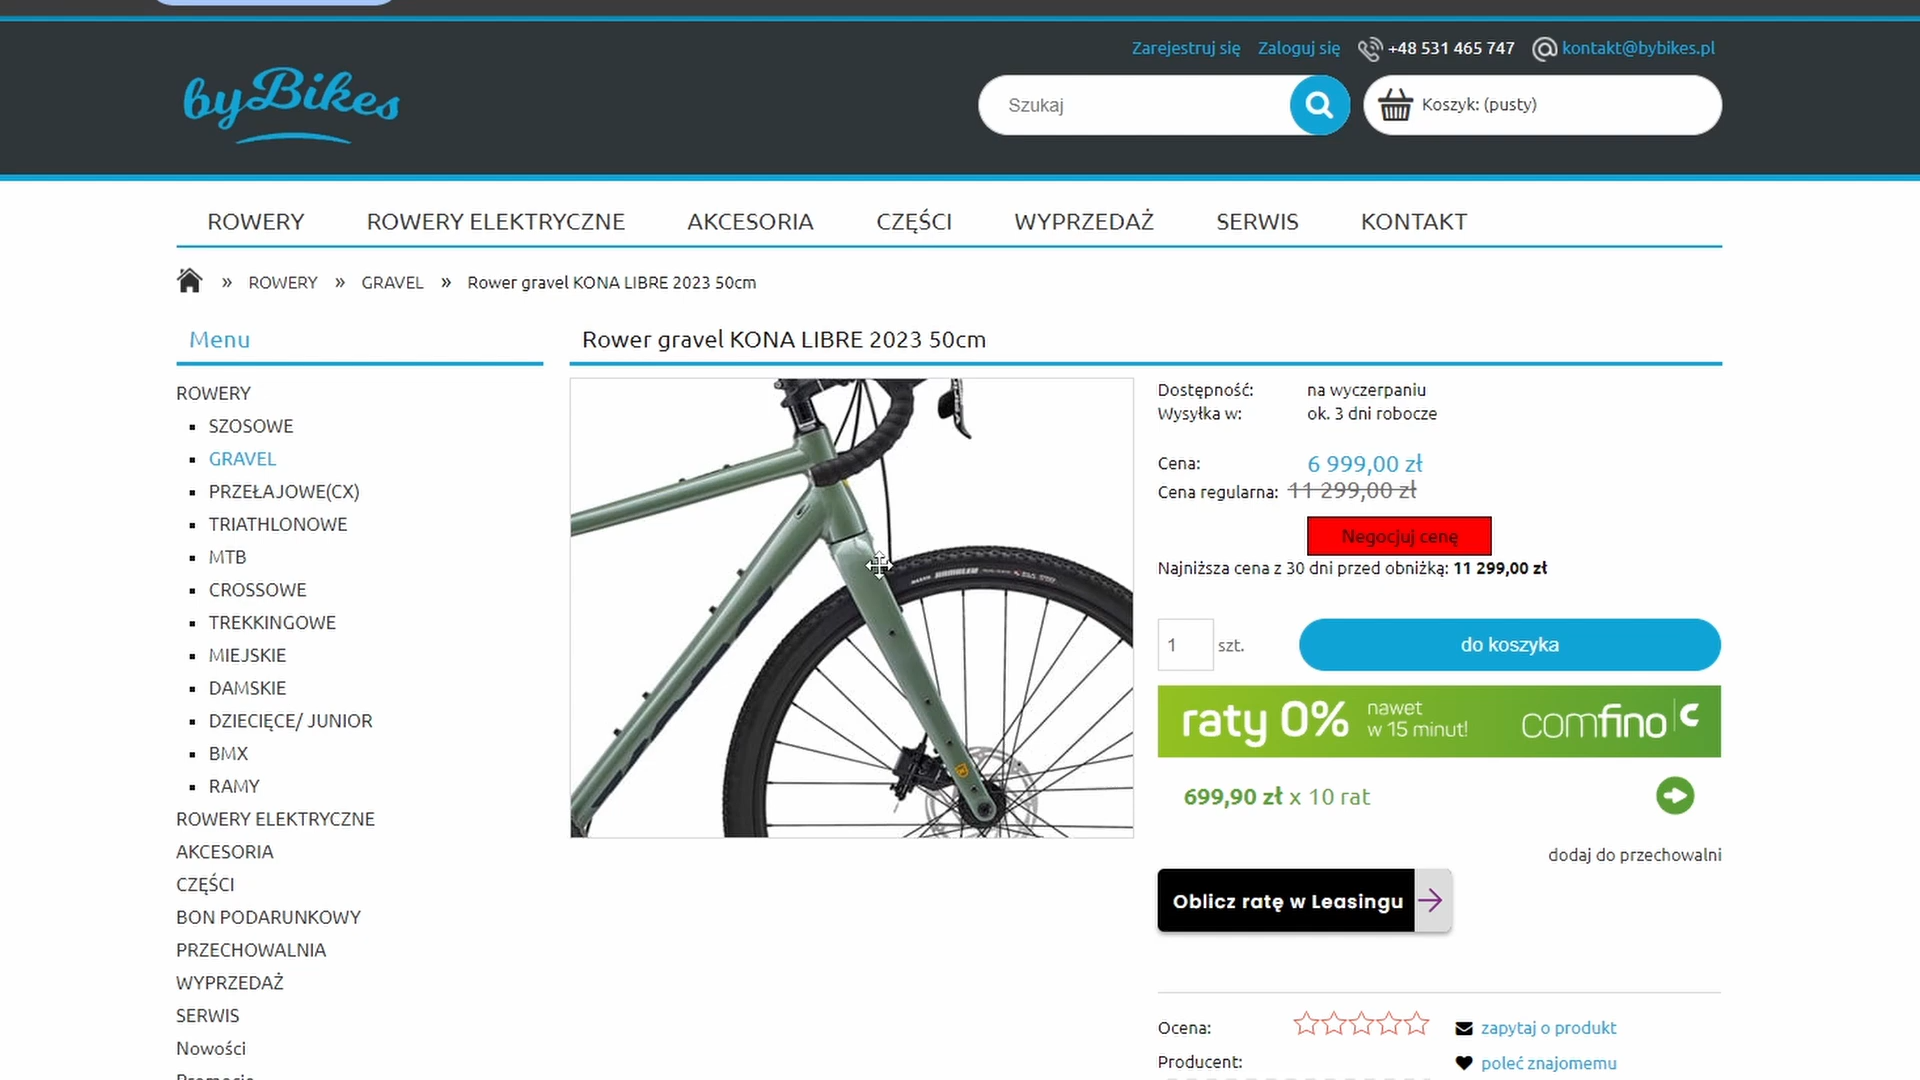 Zarejestruj się Zaloguj się +48 531 465 747 kontakt@bybikes.pl
byBikes
Szukaj
Koszyk: (pusty)
ROWERY ROWERY ELEKTRYCZNE AKCESORIA CZĘŚCI WYPRZEDAŻ SERWIS KONTAKT
» ROWERY » GRAVEL » Rower gravel KONA LIBRE 2023 50cm
Menu
ROWERY
SZOSOWE
GRAVEL
PRZEŁAJOWE(CX)
TRIATHLONOWE
MTB
CROSSOWE
TREKKINGOWE
MIEJSKIE
DAMSKIE
DZIECIĘCE/ JUNIOR
BMX
RAMY
ROWERY ELEKTRYCZNE
AKCESORIA
CZĘŚCI
BON PODARUNKOWY
PRZECHOWALNIA
WYPRZEDAŻ
SERWIS
Nowości
Rower gravel KONA LIBRE 2023 50cm
RAMBLER
Dostępność: na wyczerpaniu
Wysyłka w: ok. 3 dni robocze
Cena: 6 999,00 zł
Cena regularna: 11 299,00 zł
Negocjuj cenę
Najniższa cena z 30 dni przed obniżką: 11 299,00 zł
1 szt. do koszyka
raty 0% nawet w 15 minut! comfino
699,90 zł x 10 rat
dodaj do przechowalni
Oblicz ratę w Leasingu
Ocena: zapytaj o produkt
Producent: poleć znajomemu